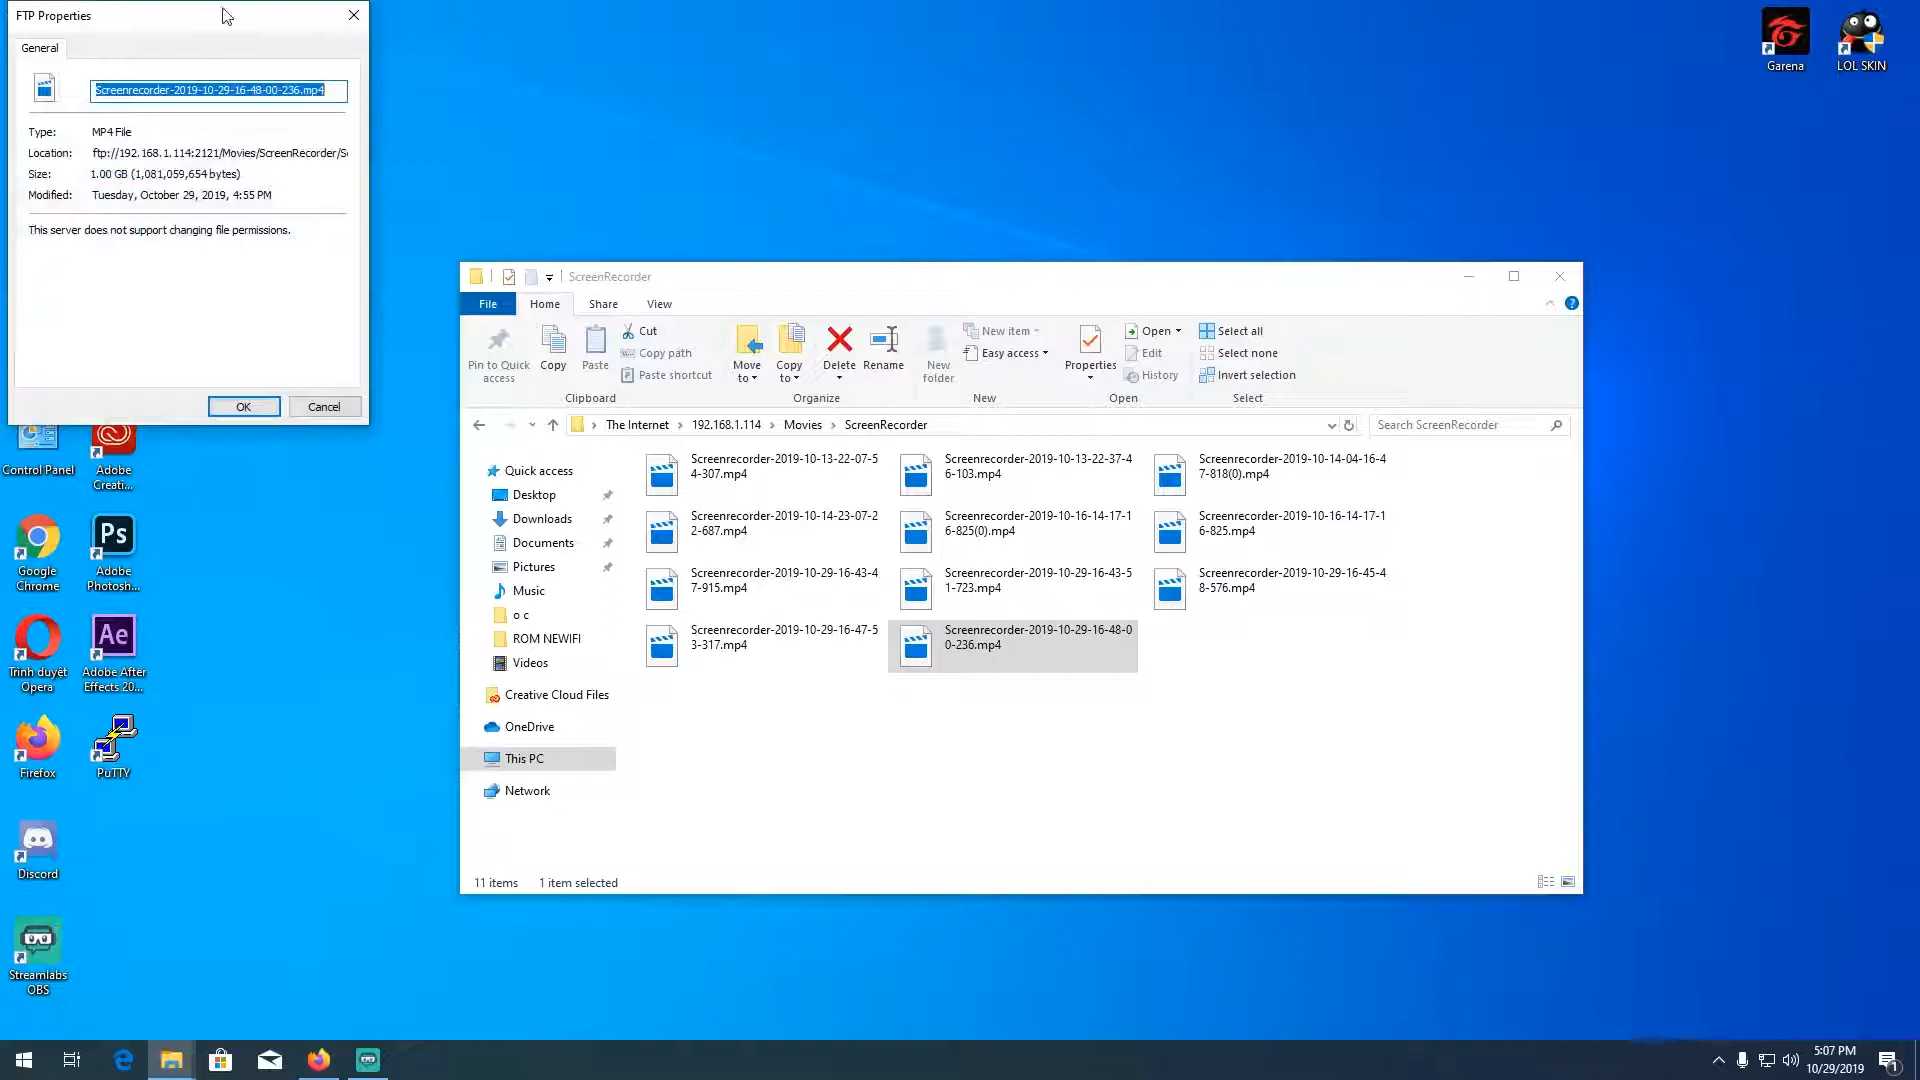 FTP Properties
General
Screenrecorder-2019-10-29-16-48-00-236.mp4
Type: MP4 File
Location: ftp://192.168.1.114:2121/Movies/ScreenRecorder/S
Size: 1.00 GB (1,081,059,654 bytes)
Modified: Tuesday, October 29, 2019, 4:55 PM
This server does not support changing file permissions.
OK Cancel
Garena
LOL SKIN
Control Panel
Adobe
Creati...
Google
Chrome
Adobe
Photosh...
Trình duyệt
Opera
Adobe After
Effects 20...
Firefox
PuTTY
Discord
Streamlabs
OBS
ScreenRecorder
File Home Share View
Pin to Quick
access
Copy
Paste
Cut
Copy path
Paste shortcut
Clipboard
Move
to
Copy
to
Delete
Rename
Organize
New
folder
New item
Easy access
New
Properties
Open
Edit
History
Open
Select all
Select none
Invert selection
Select
The Internet 192.168.1.114 Movies ScreenRecorder
Search ScreenRecorder
Quick access
Desktop
Downloads
Documents
Pictures
Music
o c
ROM NEWIFI
Videos
Creative Cloud Files
OneDrive
This PC
Network
Screenrecorder-2019-10-13-22-07-5
4-307.mp4
Screenrecorder-2019-10-13-22-37-4
6-103.mp4
Screenrecorder-2019-10-14-04-16-4
7-818(0).mp4
Screenrecorder-2019-10-14-23-07-2
2-687.mp4
Screenrecorder-2019-10-16-14-17-1
6-825(0).mp4
Screenrecorder-2019-10-16-14-17-1
6-825.mp4
Screenrecorder-2019-10-29-16-43-4
7-915.mp4
Screenrecorder-2019-10-29-16-43-5
1-723.mp4
Screenrecorder-2019-10-29-16-45-4
8-576.mp4
Screenrecorder-2019-10-29-16-47-5
3-317.mp4
Screenrecorder-2019-10-29-16-48-0
0-236.mp4
11 items 1 item selected
Ps
Ae
5:07 PM
10/29/2019
1